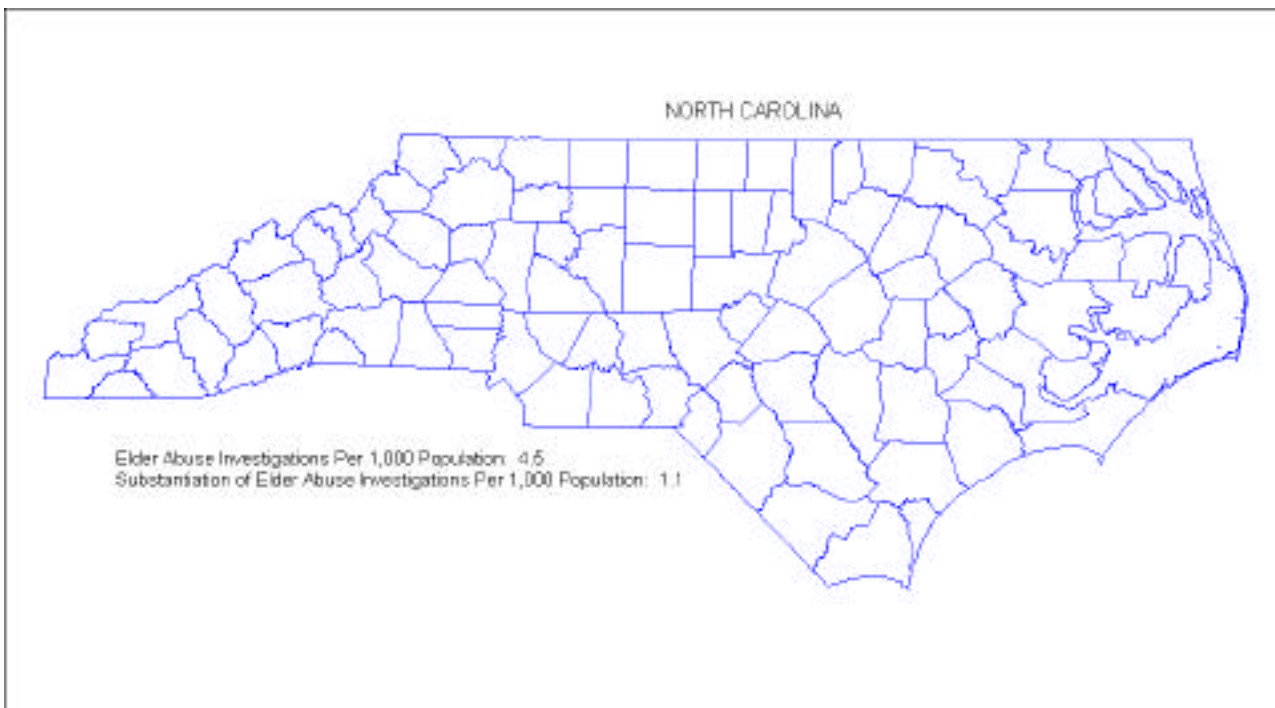 NORTH CAROLINA
Elder Abuse Investigations Per 1,000 Population: 4.5
Substantiation of Elder Abuse Investigations Per 1,000 Population: 1.1